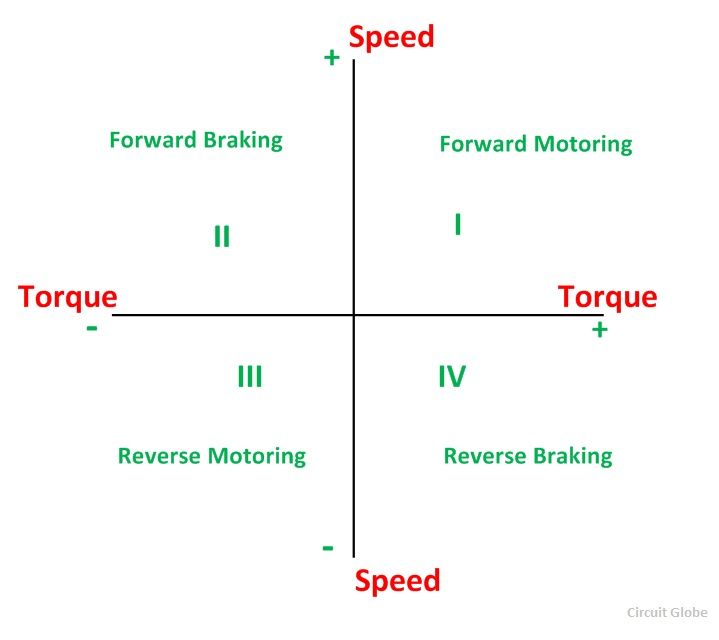 Speed
+
Forward Braking
Forward Motoring
I
II
Torque
Torque
-
+
III
IV
Reverse Motoring
Reverse Braking
-
Speed
Circuit Globe